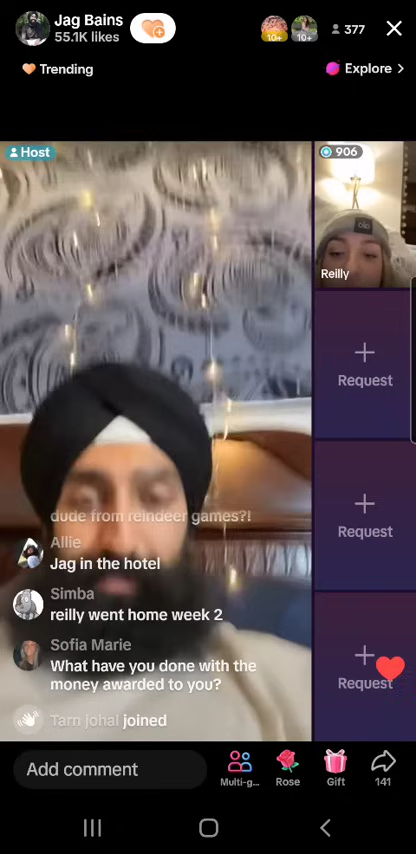 Jag Bains
55.1K likes
10+
10+
377
Trending
Explore
Host
906
Reilly
Request
Request
Request
dude from reindeer games?!
Allie
Jag in the hotel
Simba
reilly went home week 2
Sofia Marie
What have you done with the
money awarded to you?
Tarn johal joined
Add comment
Multi-g...
Rose
Gift
141